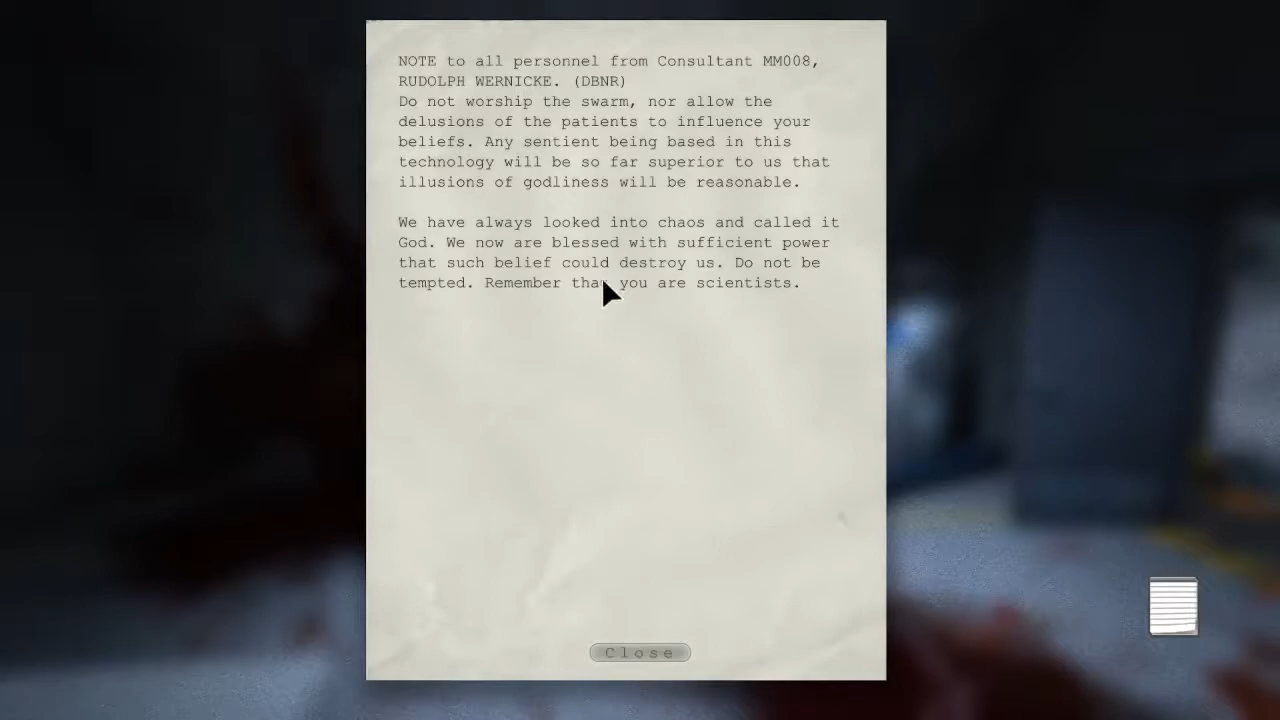 NOTE to all personnel from Consultant MM008,
RUDOLPH WERNICKE. (DBNR)
Do not worship the swarm, nor allow the
delusions of the patients to influence your
beliefs. Any sentient being based in this
technology will be so far superior to us that
illusions of godliness will be reasonable.
We have always looked into chaos and called it
God. We now are blessed with sufficient power
that such belief could destroy us. Do not be
tempted. Remember that you are scientists.
Close